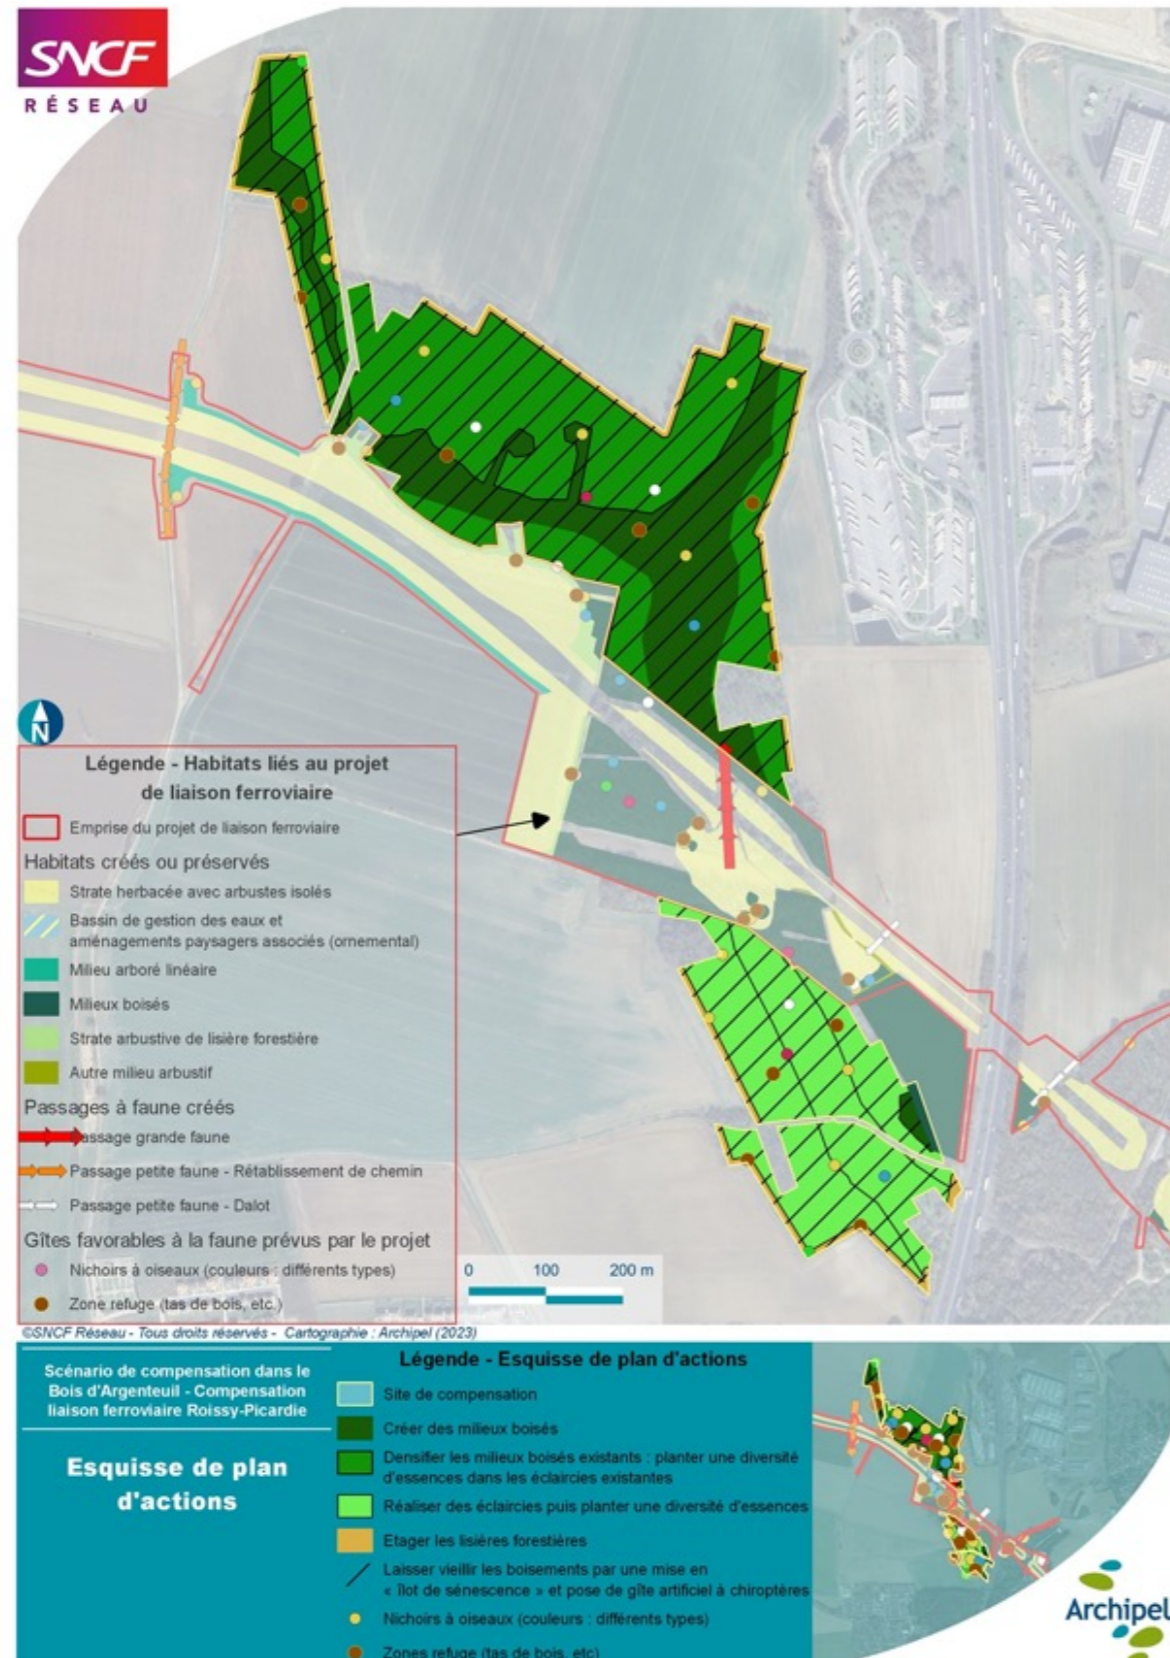 SNCF
RÉSEAU
N
Légende - Habitats liés au projet
de liaison ferroviaire
Emprise du projet de liaison ferroviaire
Habitats créés ou préservés
Strate herbacée avec arbustes isolés
Bassin de gestion des eaux et
aménagements paysagers associés (ornemental)
Milieu arboré linéaire
Milieux boisés
Strate arbustive de lisière forestière
Autre milieu arbustif
Passages à faune créés
assage grande faune
Passage petite faune - Rétablissement de chemin
Passage petite faune - Dalot
Gîtes favorables à la faune prévus par le projet
Nichoirs à oiseaux (couleurs : différents types)
Zone refuge (tas de bois, etc.)
0 100 200 m
©SNCF Réseau - Tous droits réservés - Cartographie : Archipel (2023)
Scénario de compensation dans le
Bois d'Argenteuil - Compensation
liaison ferroviaire Roissy-Picardie
Esquisse de plan
d'actions
Légende - Esquisse de plan d'actions
Site de compensation
Créer des milieux boisés
Densifier les milieux boisés existants : planter une diversité
d'essences dans les éclaircies existantes
Réaliser des éclaircies puis planter une diversité d'essences
Etager les lisières forestières
Laisser vieillir les boisements par une mise en
« îlot de sénescence » et pose de gîte artificiel à chiroptères
Nichoirs à oiseaux (couleurs : différents types)
Zones refuge (tas de bois, etc)
Archipel